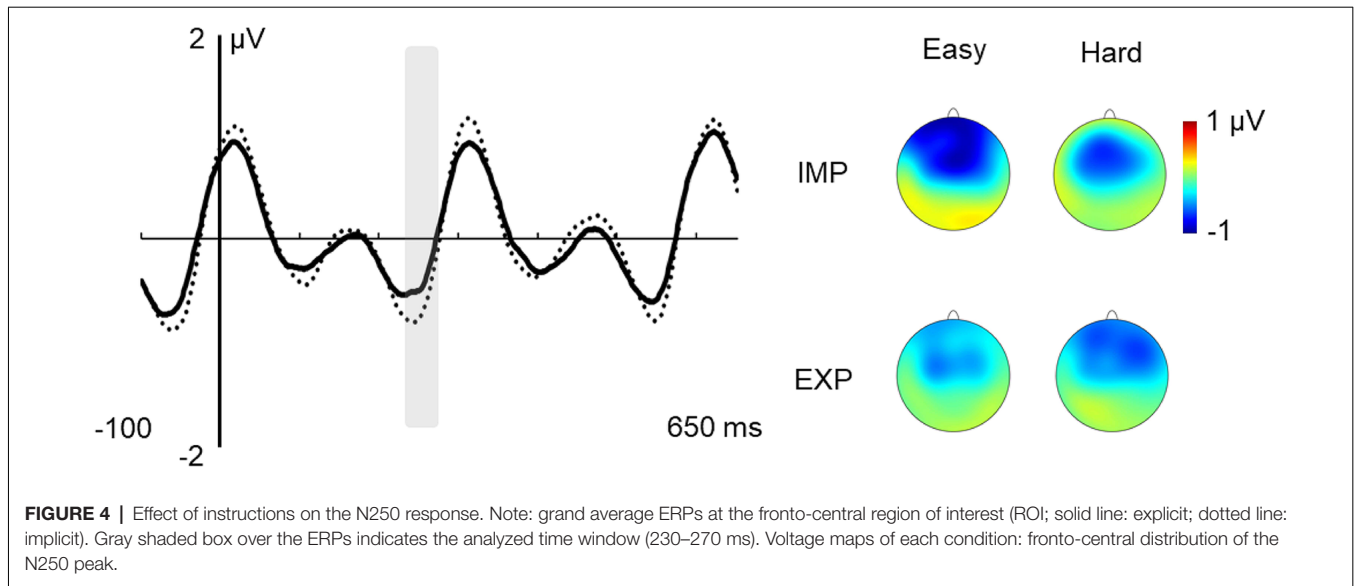 2 µV
-100
-2
650 ms
Easy Hard
IMP
1 µV
-1
EXP
FIGURE 4 | Effect of instructions on the N250 response. Note: grand average ERPs at the fronto-central region of interest (ROI; solid line: explicit; dotted line:
implicit). Gray shaded box over the ERPs indicates the analyzed time window (230–270 ms). Voltage maps of each condition: fronto-central distribution of the
N250 peak.